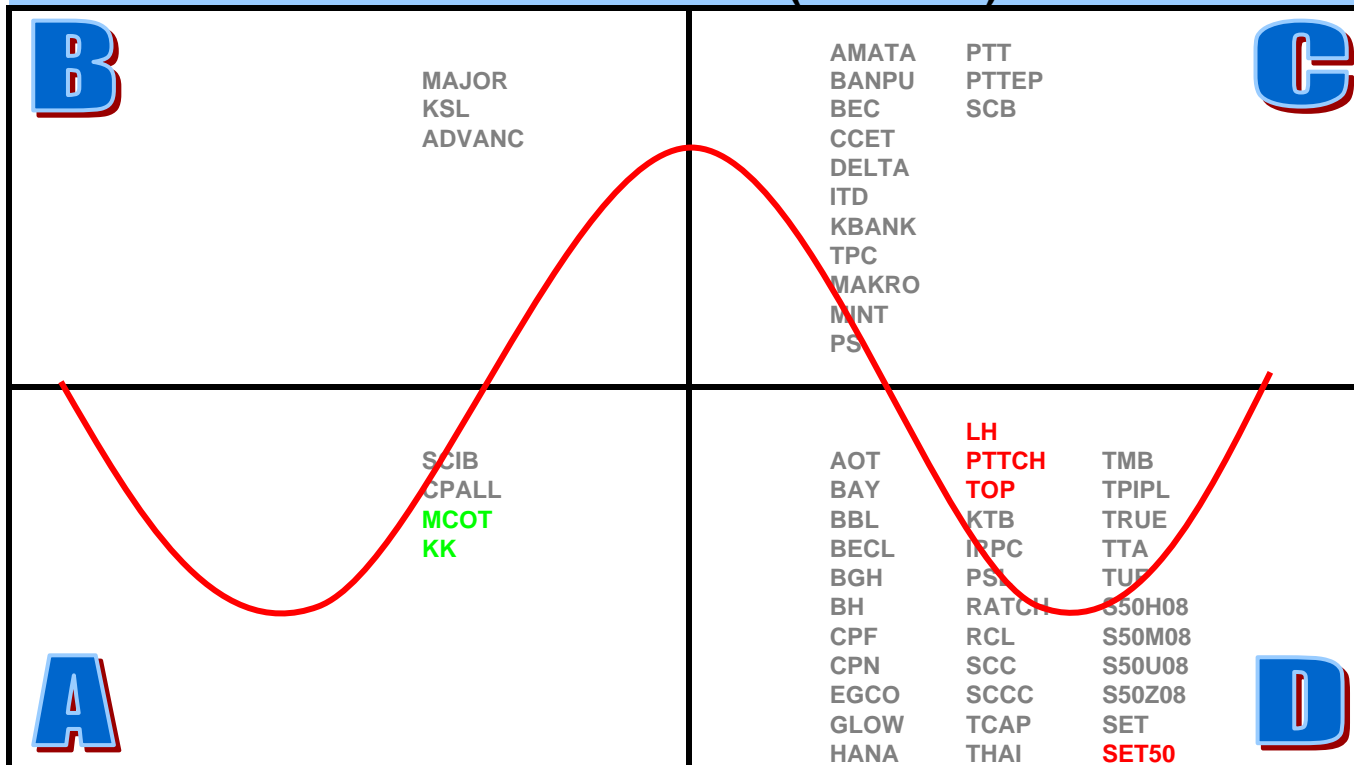 B
MAJOR
KSL
ADVANC
C
AMATA PTT
BANPU PTTEP
BEC SCB
CCET
DELTA
ITD
KBANK
TPC
MAKRO
MINT
PS
A
SCIB
CPALL
MCOT
KK
D
LH
AOT PTTCH TMB
BAY TOP TPIPL
BBL KTB TRUE
BECL IRPC TTA
BGH PSL TUF
BH RATCH S50H08
CPF RCL S50M08
CPN SCC S50U08
EGCO SCCC S50Z08
GLOW TCAP SET
HANA THAI SET50